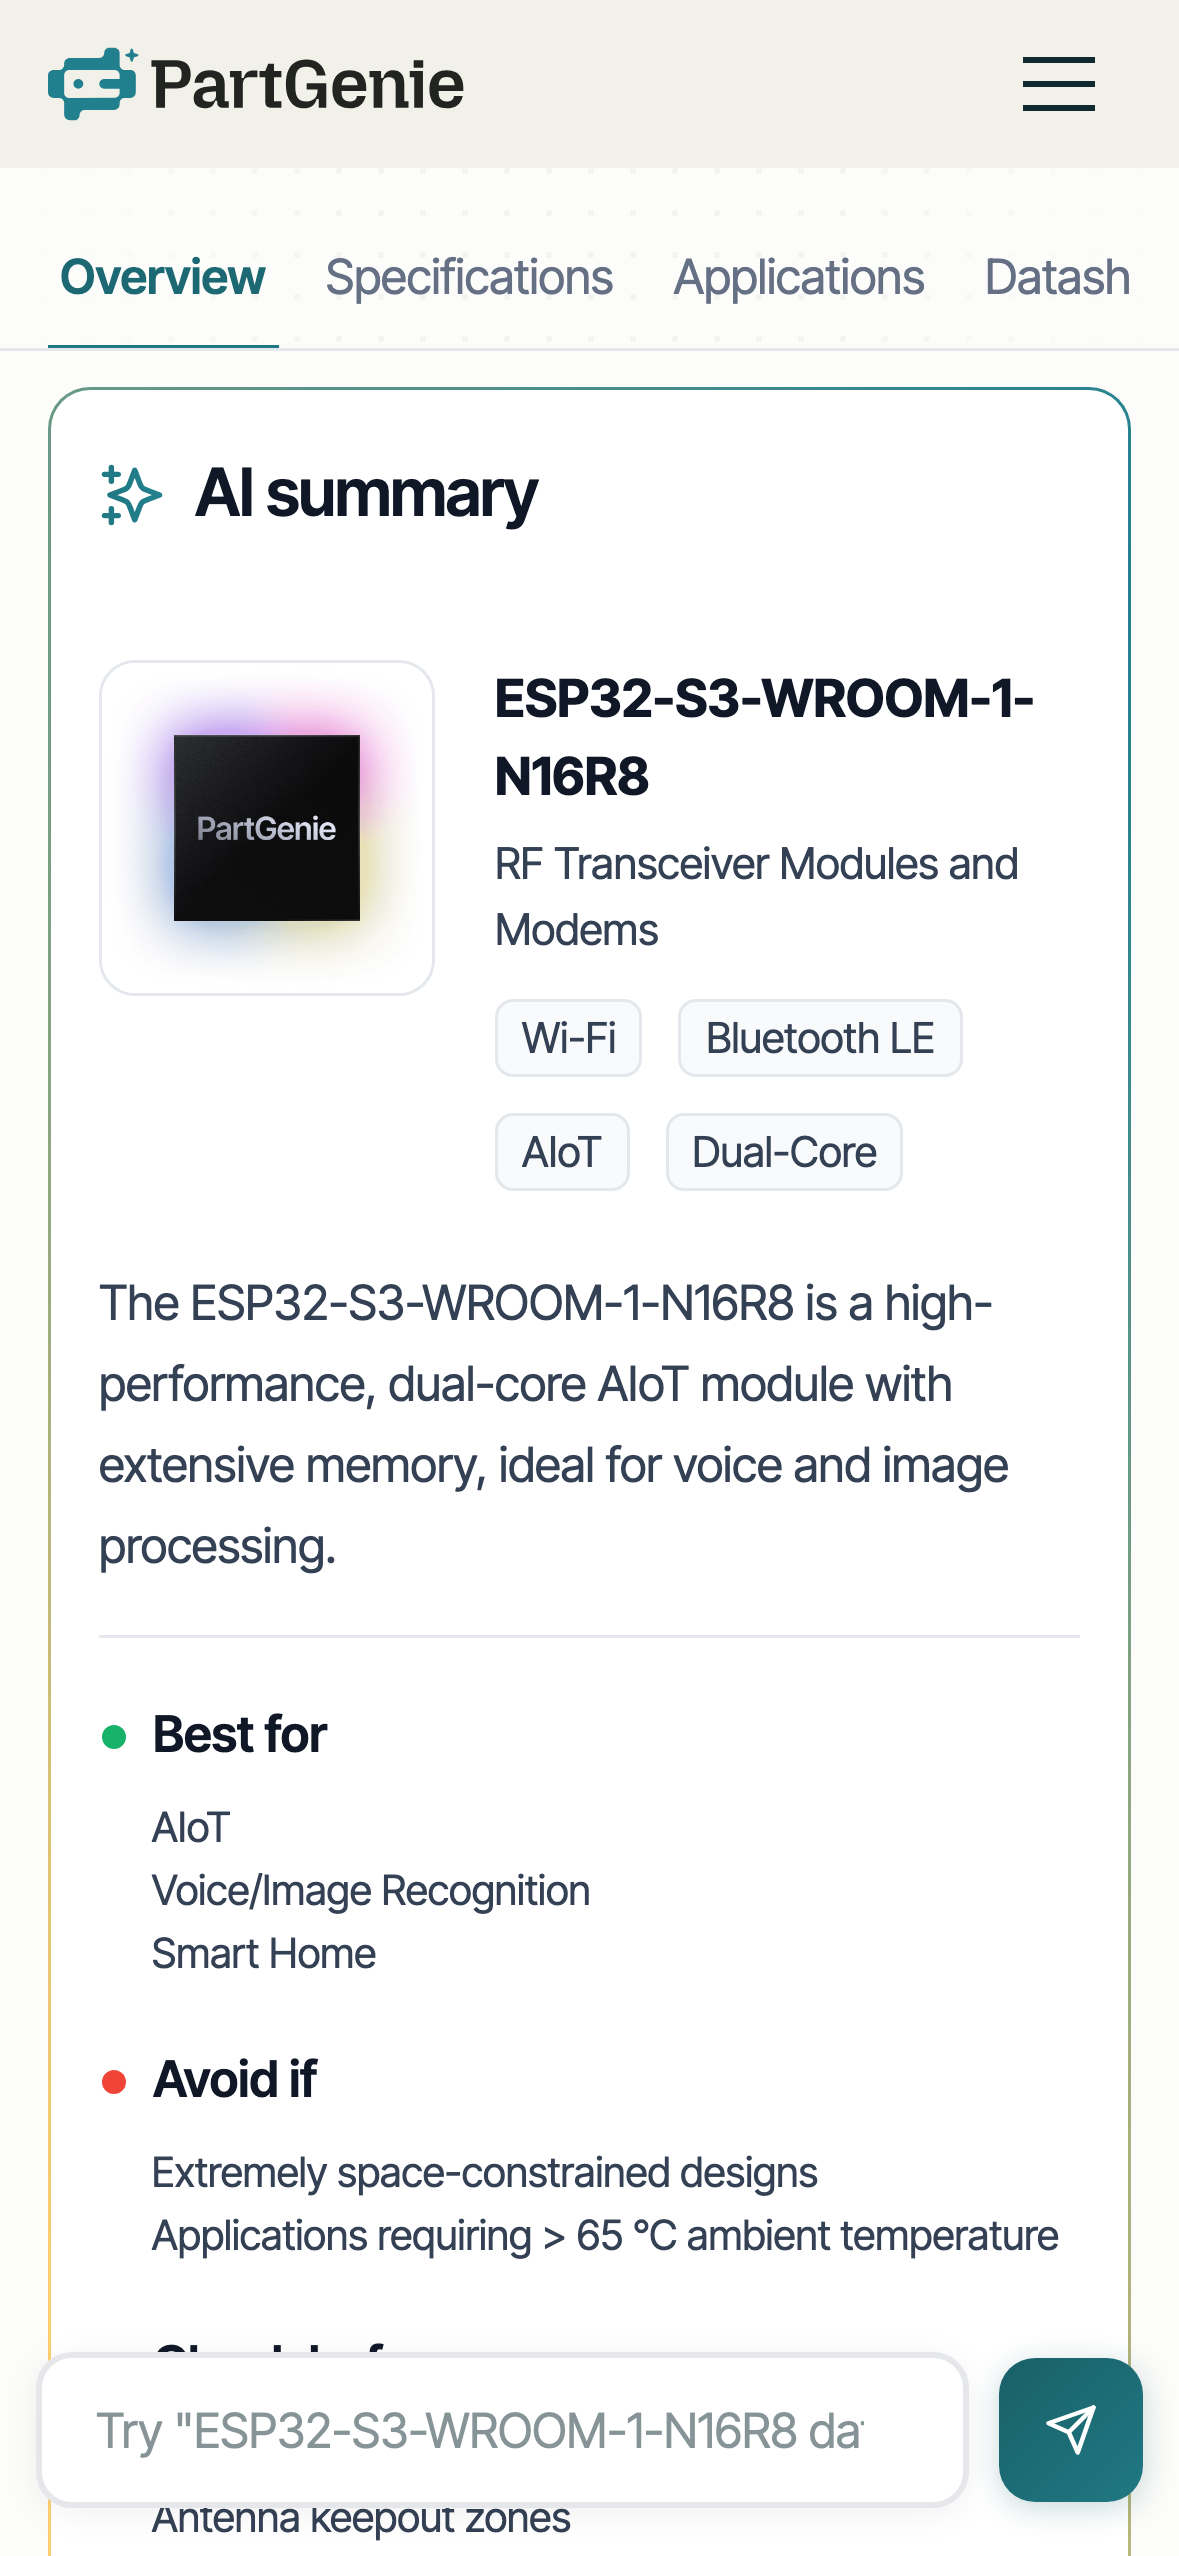 PartGenie
Overview Specifications Applications Datash
AI summary
PartGenie
ESP32-S3-WROOM-1-
N16R8
RF Transceiver Modules and
Modems
Wi-Fi Bluetooth LE
AIoT Dual-Core
The ESP32-S3-WROOM-1-N16R8 is a high-
performance, dual-core AIoT module with
extensive memory, ideal for voice and image
processing.
Best for
AIoT
Voice/Image Recognition
Smart Home
Avoid if
Extremely space-constrained designs
Applications requiring > 65 °C ambient temperature
Try "ESP32-S3-WROOM-1-N16R8 da
Antenna keepout zones